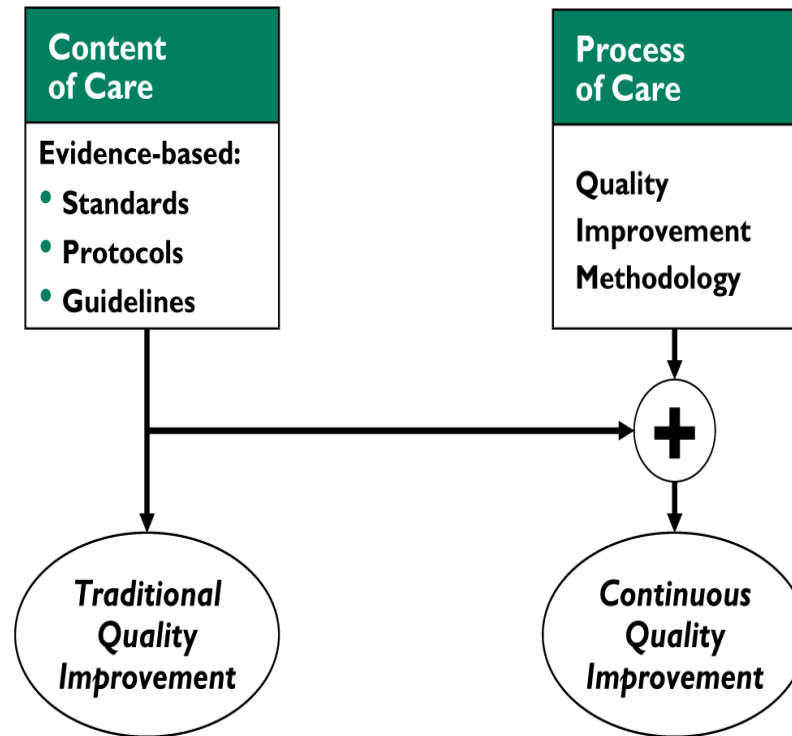 Content
of Care
Evidence-based:
• Standards
• Protocols
• Guidelines
Process
of Care
Quality
Improvement
Methodology
+
Traditional
Quality
Improvement
Continuous
Quality
Improvement